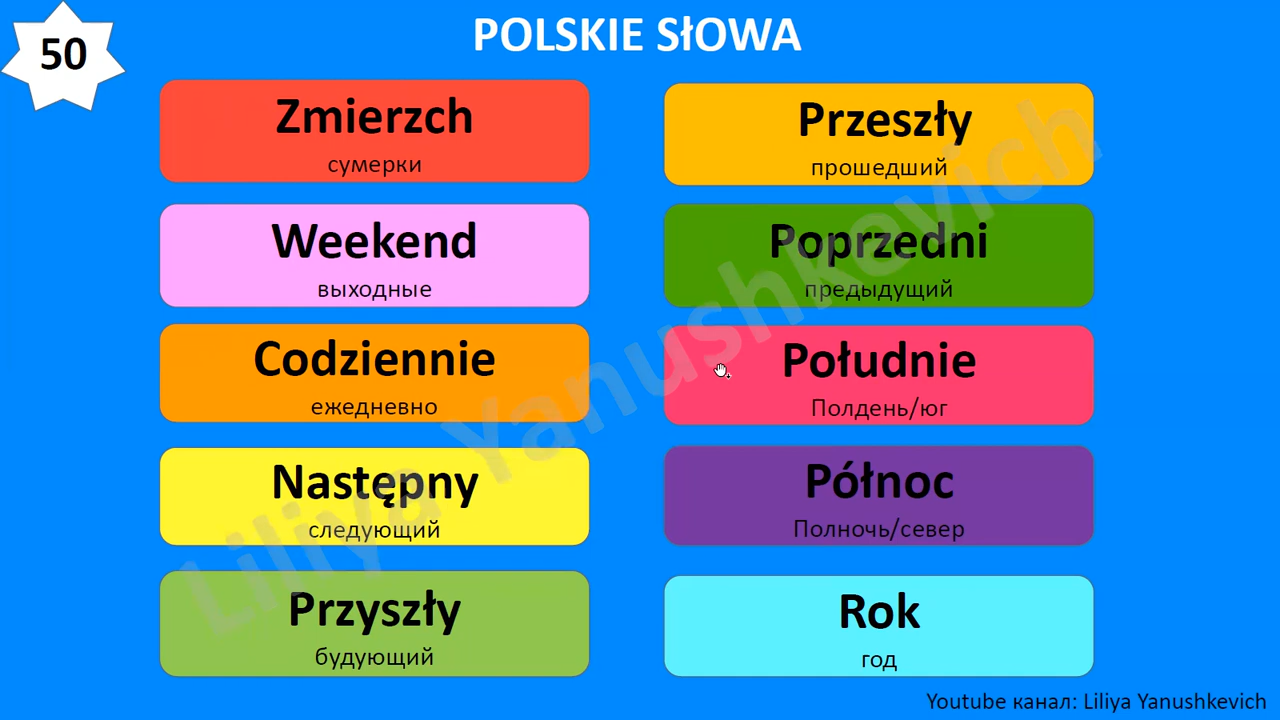 50
POLSKIE SŁOWA
Zmierzch
сумерки
Weekend
выходные
Codziennie
ежедневно
Następny
следующий
Przyszły
будующий
Przeszły
прошедший
Poprzedni
предыдущий
Południe
Полдень/юг
Północ
Полночь/север
Rok
год
Liliya Yanushkevich
Youtube канал: Liliya Yanushkevich